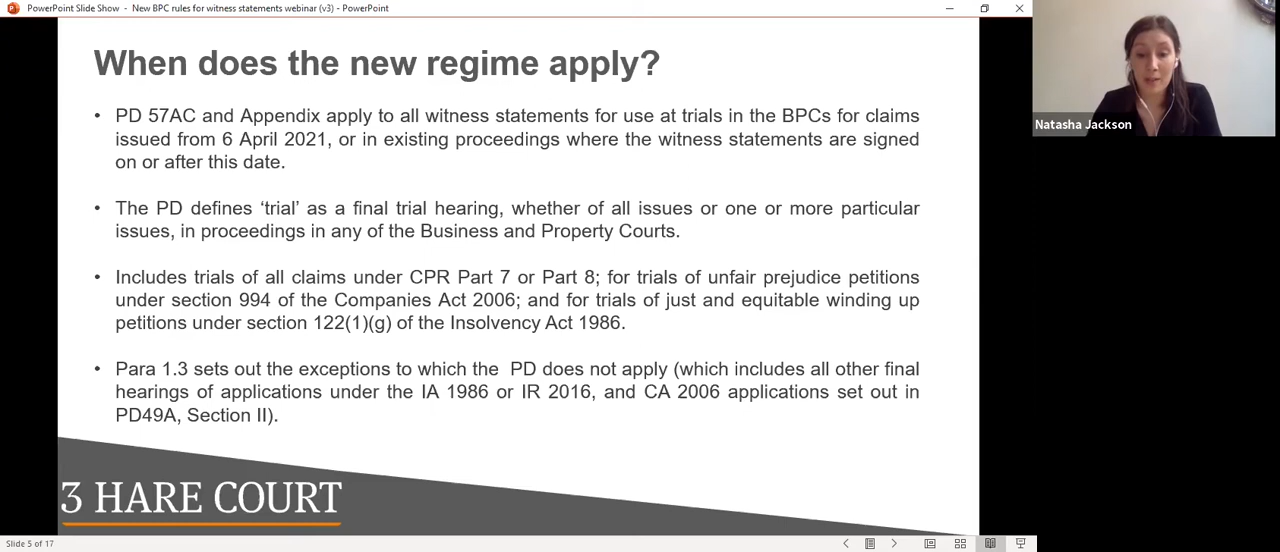 PowerPoint Slide Show - New BPC rules for witness statements webinar (v3) - PowerPoint
When does the new regime apply?
• PD 57AC and Appendix apply to all witness statements for use at trials in the BPCs for claims
issued from 6 April 2021, or in existing proceedings where the witness statements are signed
on or after this date.
• The PD defines ‘trial’ as a final trial hearing, whether of all issues or one or more particular
issues, in proceedings in any of the Business and Property Courts.
• Includes trials of all claims under CPR Part 7 or Part 8; for trials of unfair prejudice petitions
under section 994 of the Companies Act 2006; and for trials of just and equitable winding up
petitions under section 122(1)(g) of the Insolvency Act 1986.
• Para 1.3 sets out the exceptions to which the PD does not apply (which includes all other final
hearings of applications under the IA 1986 or IR 2016, and CA 2006 applications set out in
PD49A, Section II).
3 HARE COURT
Slide 5 of 17
Natasha Jackson